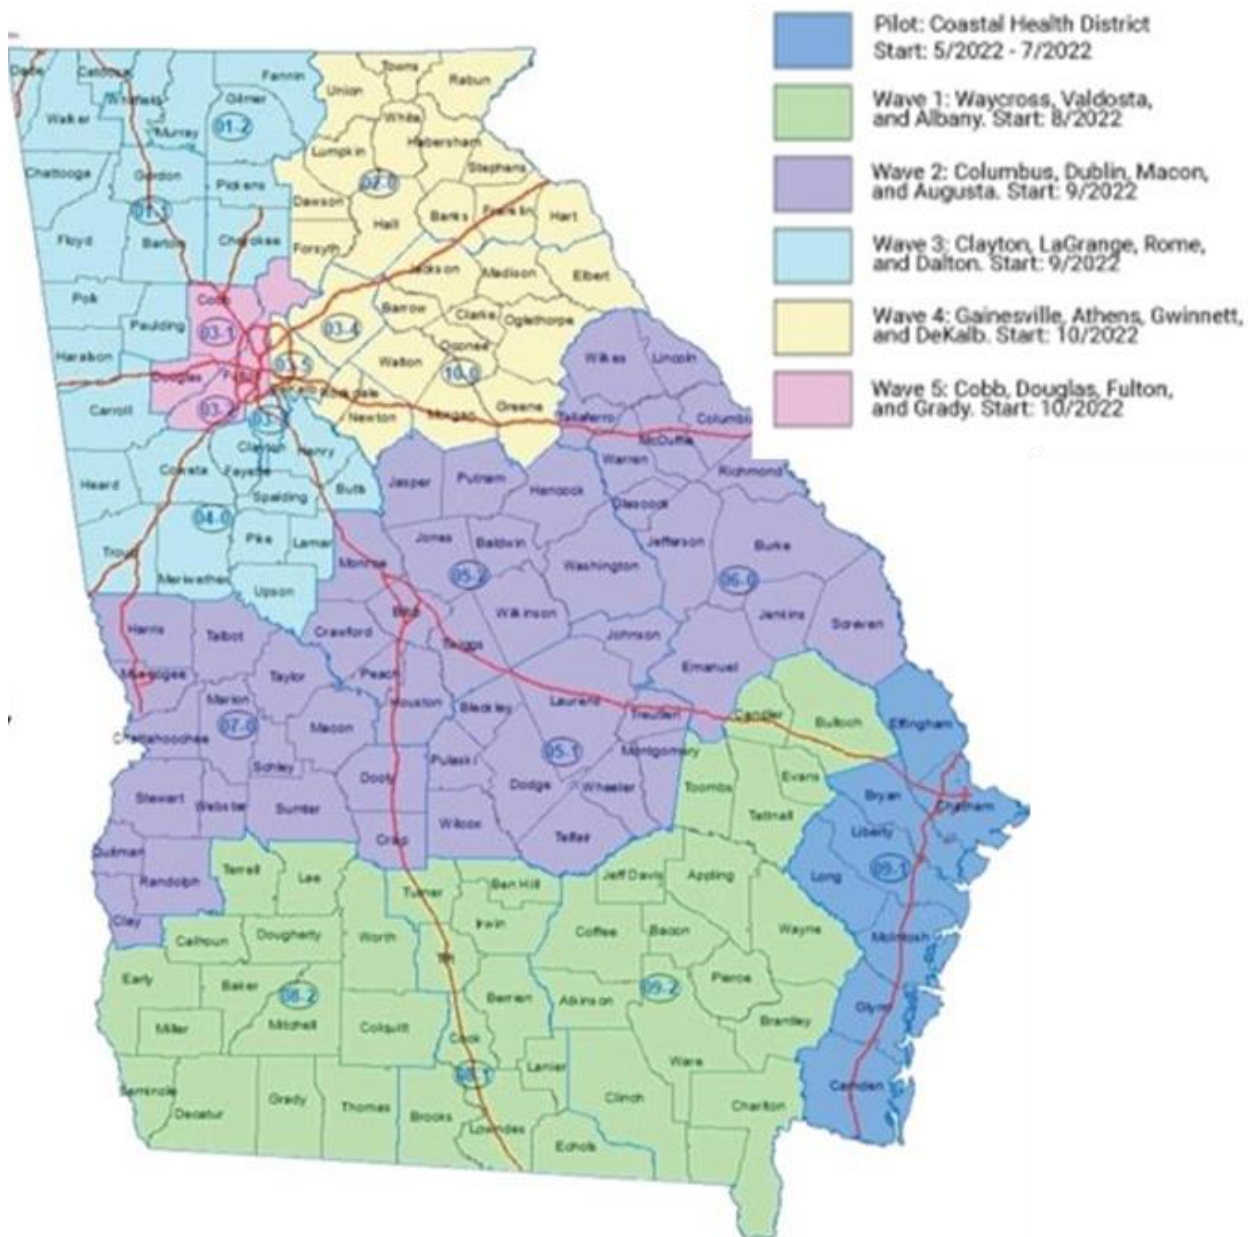 Pilot: Coastal Health District
Start: 5/2022 - 7/2022
Wave 1: Waycross, Valdosta,
and Albany. Start: 8/2022
Wave 2: Columbus, Dublin, Macon,
and Augusta. Start: 9/2022
Wave 3: Clayton, LaGrange, Rome,
and Dalton. Start: 9/2022
Wave 4: Gainesville, Athens, Gwinnett,
and DeKalb. Start: 10/2022
Wave 5: Cobb, Douglas, Fulton,
and Grady. Start: 10/2022
Fannin
Towns
Rabun
Union
Gilmer
Walker
Murray
01-2
White
Habersham
Lumpkin
Stephens
Chattooga
Gordon
Pickens
02-0
Dawson
Banks
Franklin
Hart
Hall
01-1
Floyd
Bartow
Cherokee
Forsyth
Jackson
Madison
Elbert
Polk
Cobb
Barrow
Clarke
Oglethorpe
Paulding
03-1
03-4
Oconee
Haralson
Walton
Wilkes
Lincoln
03-5
10-0
Douglas
Rockdale
Carroll
Newton
Morgan
Greene
Taliaferro
Columbia
McDuffie
Clayton
Henry
Warren
Richmond
Heard
Coweta
Fayette
Butts
Jasper
Putnam
Hancock
Spalding
Glascock
04-0
Pike
Lamar
Jones
Baldwin
Jefferson
Burke
Troup
Meriwether
Upson
Monroe
05-2
Washington
06-0
Harris
Talbot
Crawford
Bibb
Wilkinson
Johnson
Jenkins
Screven
Muscogee
Taylor
Peach
Twiggs
Emanuel
Marion
Houston
Bleckley
Laurens
Treutlen
Candler
Bulloch
Effingham
Chattahoochee
07-0
Macon
05-1
Montgomery
Schley
Dooly
Pulaski
Dodge
Wheeler
Toombs
Evans
Bryan
Chatham
Stewart
Webster
Sumter
Wilcox
Telfair
Tattnall
Liberty
Quitman
Crisp
Randolph
Terrell
Lee
Turner
Ben Hill
Jeff Davis
Appling
Long
09-1
Clay
Calhoun
Dougherty
Worth
Irwin
Coffee
Bacon
Wayne
McIntosh
Early
Baker
08-2
Tift
Berrien
Atkinson
09-2
Pierce
Glynn
Miller
Mitchell
Colquitt
Cook
Brantley
Lanier
Ware
Seminole
Decatur
Grady
Thomas
Brooks
08-1
Clinch
Charlton
Camden
Lowndes
Echols